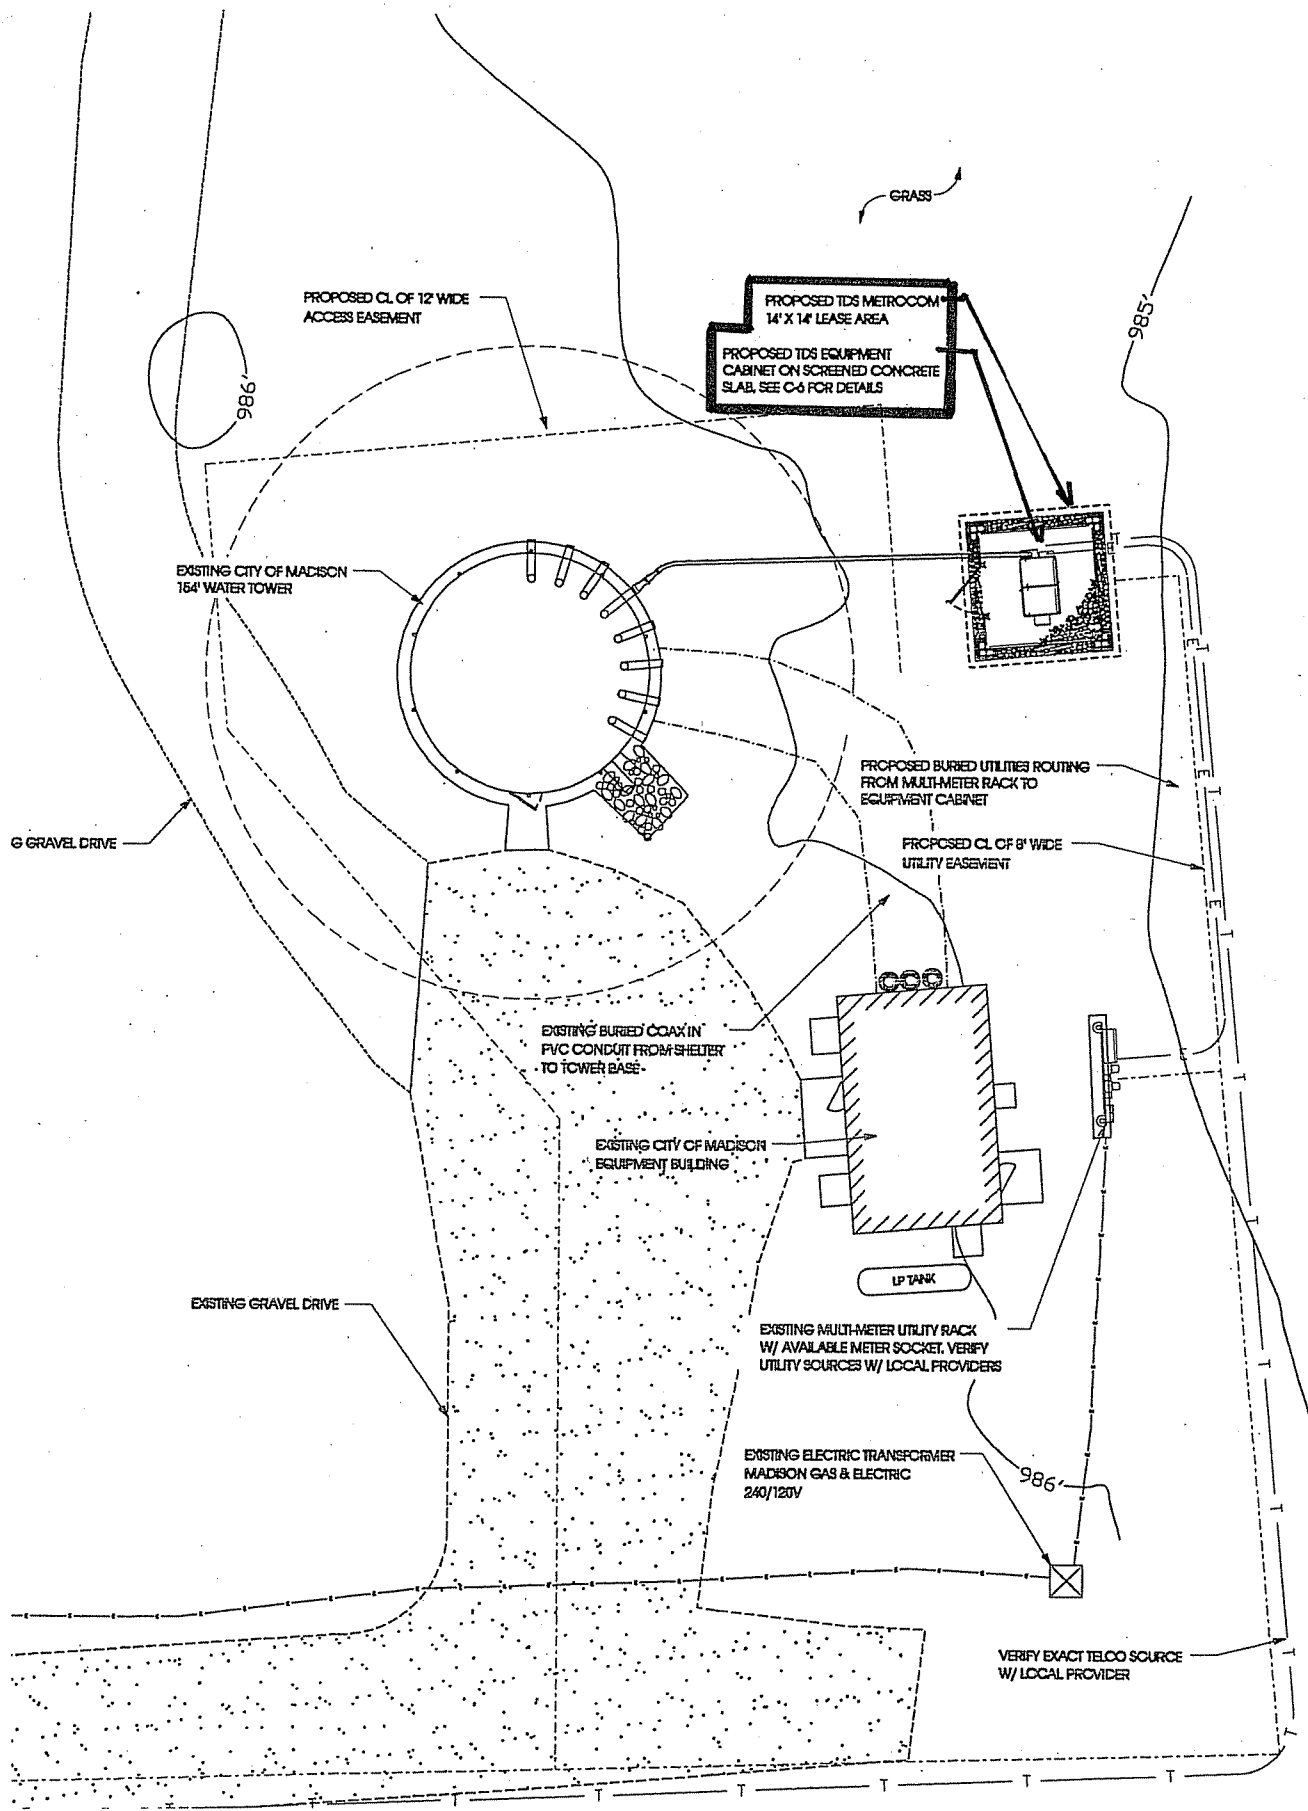 GRASS
985'
PROPOSED CL OF 12' WIDE
ACCESS EASEMENT
PROPOSED TDS METROCOM
14' X 14' LEASE AREA
PROPOSED TDS EQUIPMENT
CABINET ON SCREENED CONCRETE
SLAB, SEE C-6 FOR DETAILS
986'
EXISTING CITY OF MADISON
154' WATER TOWER
T
E
E
T
PROPOSED BURIED UTILITIES ROUTING
FROM MULTI-METER RACK TO
EQUIPMENT CABINET
E
T
G GRAVEL DRIVE
PROPOSED CL OF 8' WIDE
UTILITY EASEMENT
E
T
EXISTING BURIED COAX IN
PVC CONDUIT FROM SHELTER
TO TOWER BASE
E
T
EXISTING CITY OF MADISON
EQUIPMENT BUILDING
T
LP TANK
EXISTING GRAVEL DRIVE
EXISTING MULTI-METER UTILITY RACK
W/ AVAILABLE METER SOCKET. VERIFY
UTILITY SOURCES W/ LOCAL PROVIDERS
T
EXISTING ELECTRIC TRANSFORMER
MADISON GAS & ELECTRIC
240/120V
986'
T
VERIFY EXACT TELCO SOURCE
W/ LOCAL PROVIDER
T
T
T T T T T T T